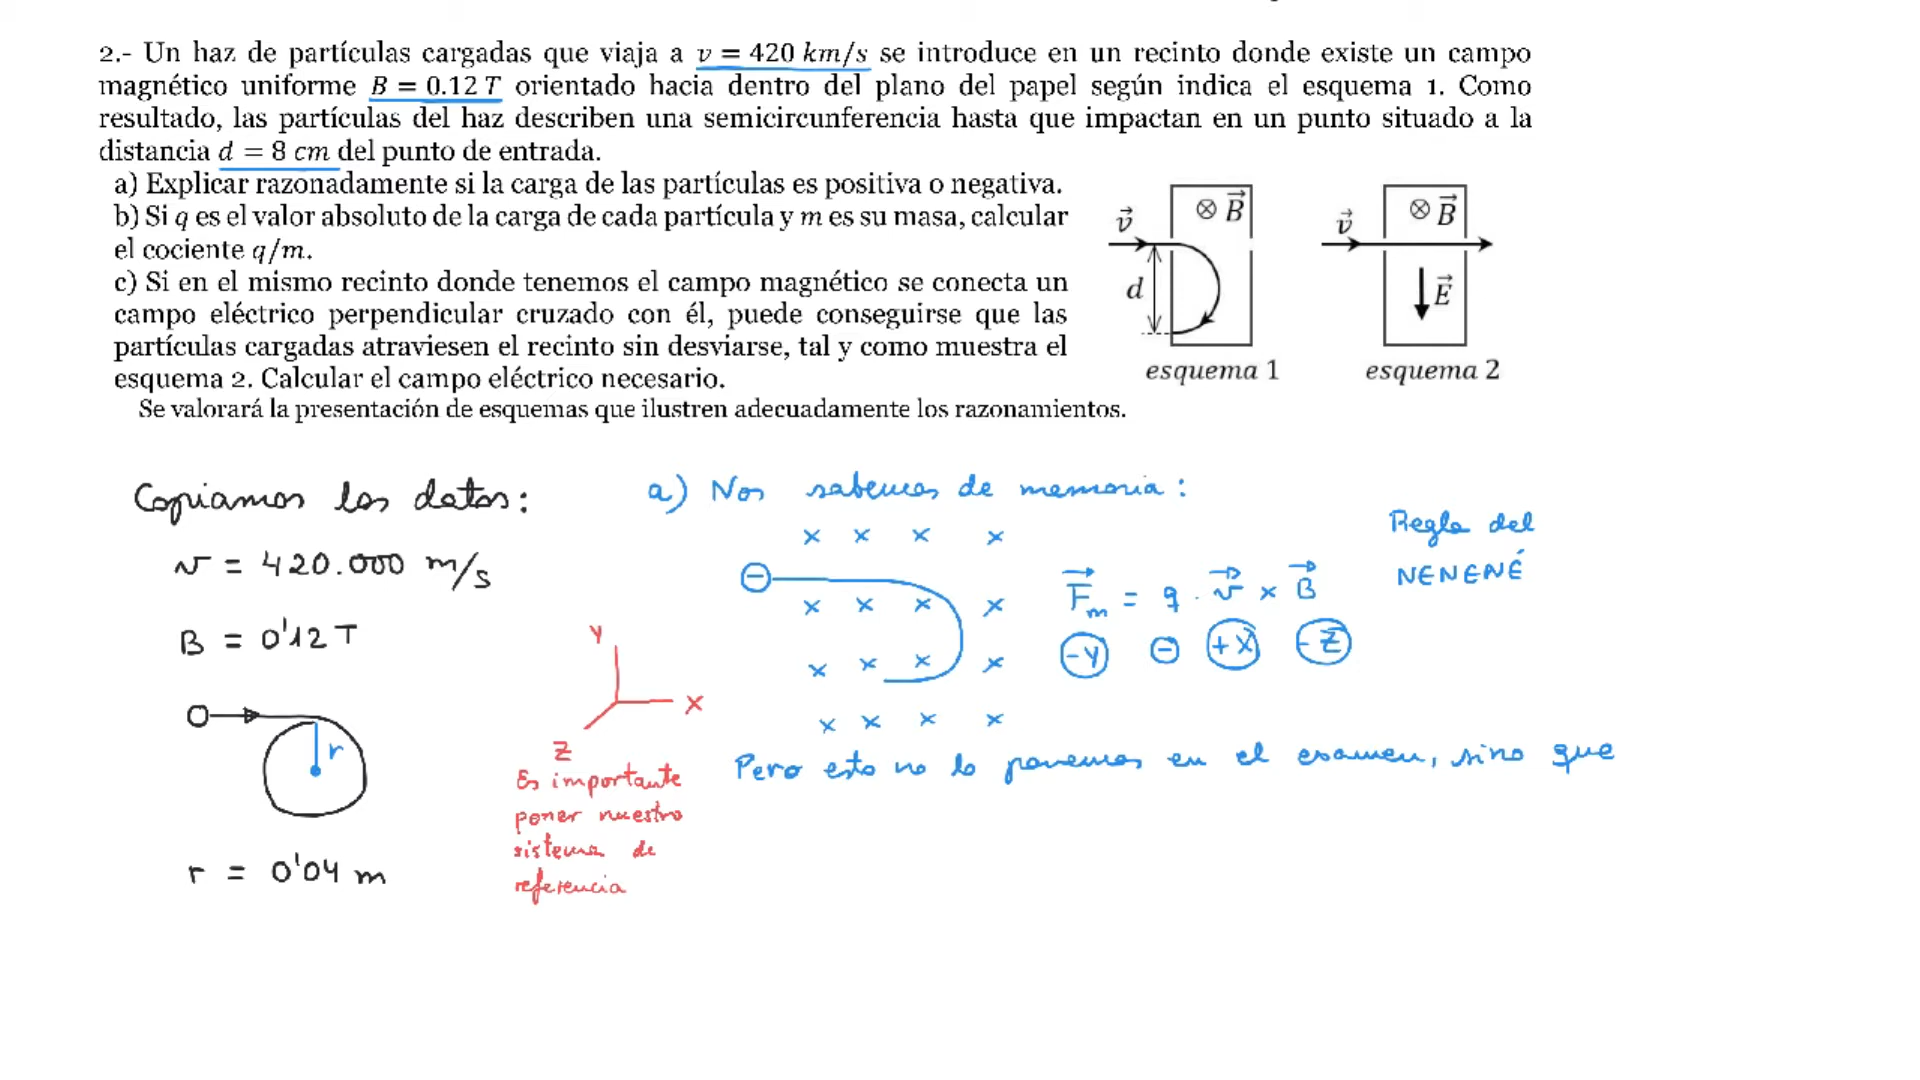 2.- Un haz de partículas cargadas que viaja a v = 420 km/s se introduce en un recinto donde existe un campo
magnético uniforme B = 0.12 T orientado hacia dentro del plano del papel según indica el esquema 1. Como
resultado, las partículas del haz describen una semicircunferencia hasta que impactan en un punto situado a la
distancia d = 8 cm del punto de entrada.
a) Explicar razonadamente si la carga de las partículas es positiva o negativa.
b) Si q es el valor absoluto de la carga de cada partícula y m es su masa, calcular
el cociente q/m.
c) Si en el mismo recinto donde tenemos el campo magnético se conecta un
campo eléctrico perpendicular cruzado con él, puede conseguirse que las
partículas cargadas atraviesen el recinto sin desviarse, tal y como muestra el
esquema 2. Calcular el campo eléctrico necesario.
Se valorará la presentación de esquemas que ilustren adecuadamente los razonamientos.
v⃗ ⊗ B⃗ d
esquema 1
v⃗ ⊗ B⃗ E⃗
esquema 2
Copiamos los datos:
v = 420.000 m/s
B = 0'12 T
r
r = 0'04 m
Y
X
Z
Es importante
poner nuestro
sistema de
referencia
a) Nos sabemos de memoria:
x x x x
⊖
x x x x
x x x x
x x x x
F⃗m = q · v⃗ x B⃗
-Y ⊖ +X -Z
Regla del
NENENÉ
Pero esto no lo ponemos en el examen, sino que